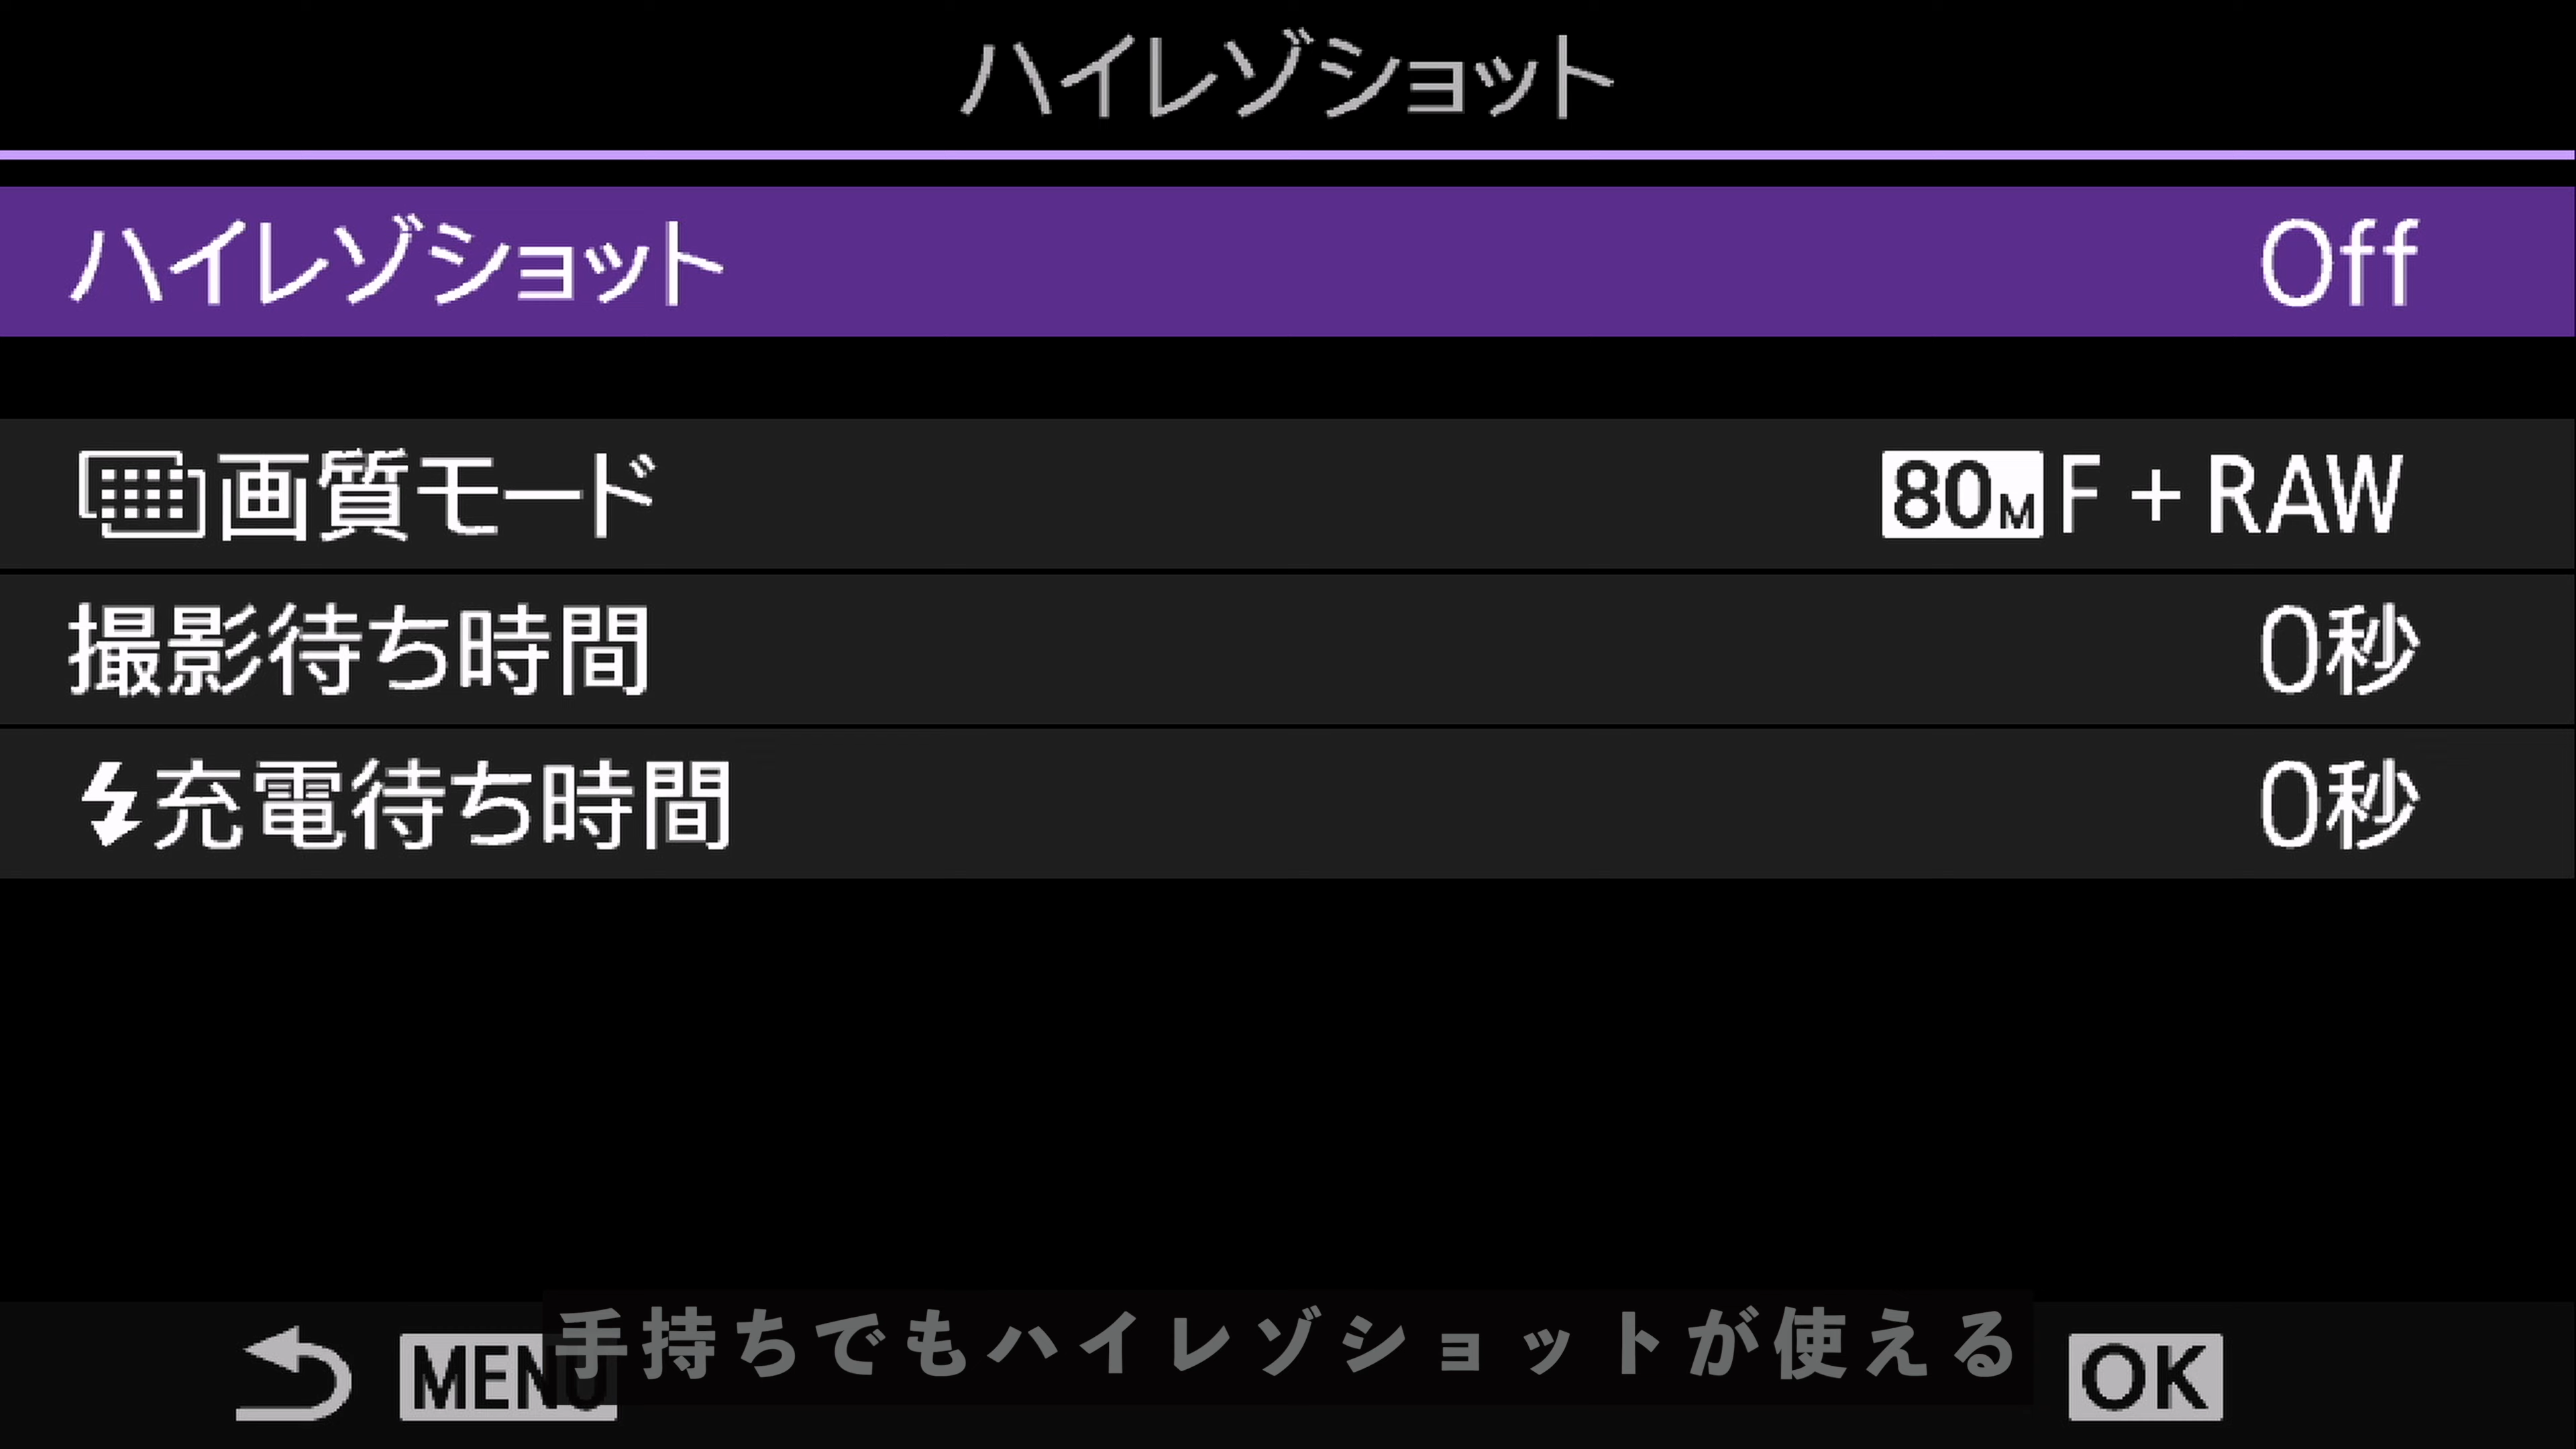 ハイレゾショット
ハイレゾショット Off
画質モード 80M F + RAW
撮影待ち時間 0秒
充電待ち時間 0秒
MENU 手持ちでもハイレゾショットが使える OK